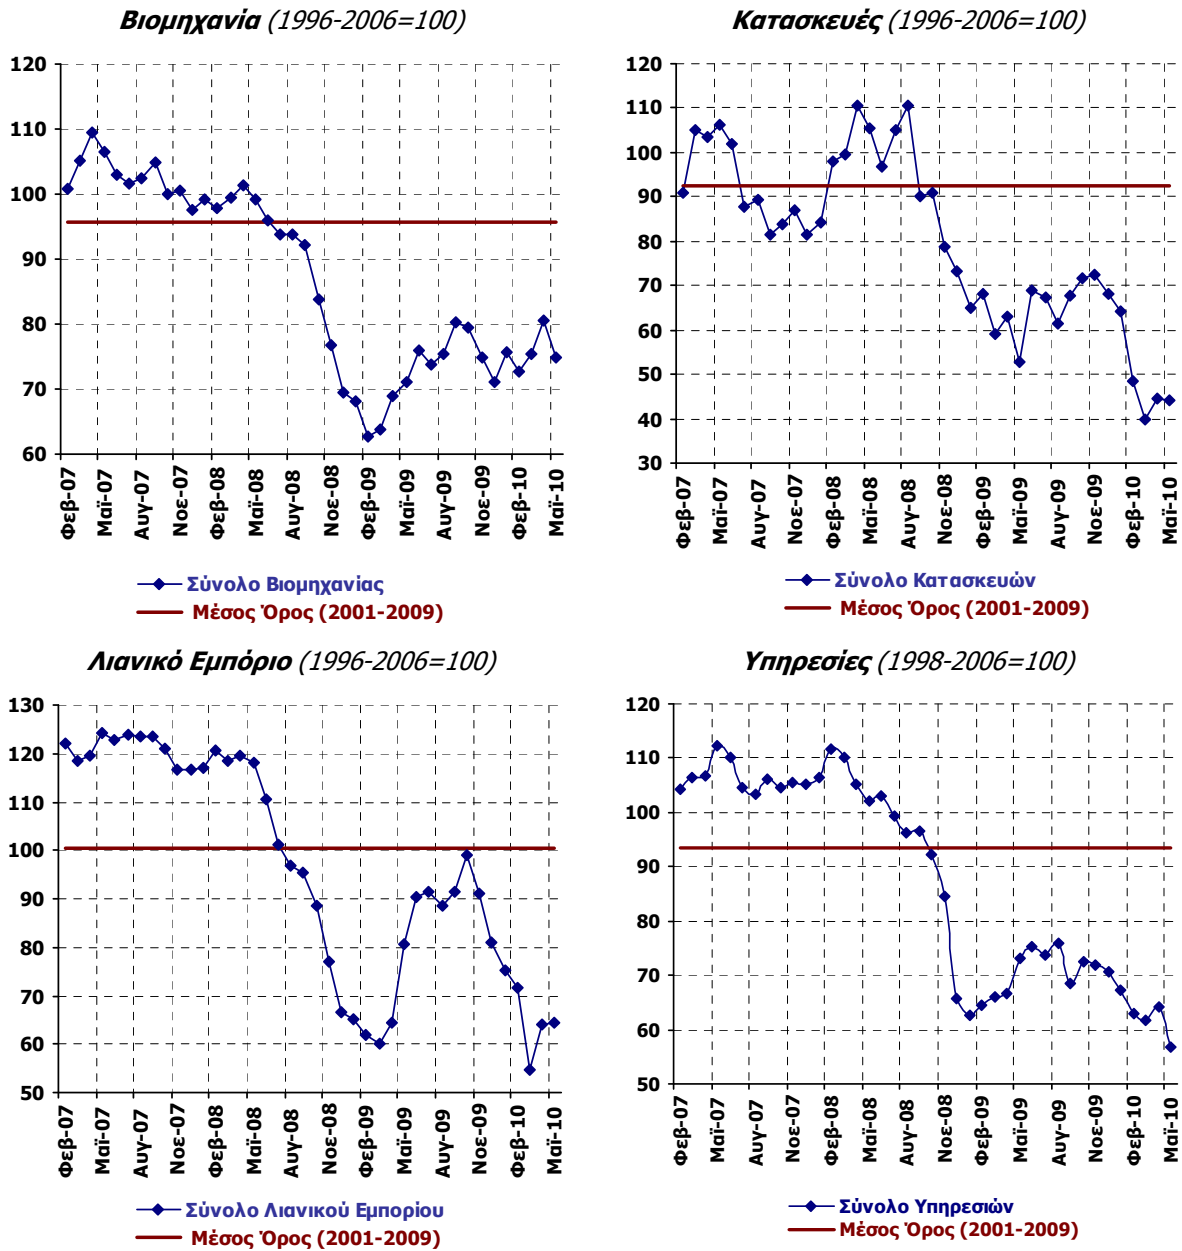 Βιομηχανία (1996-2006=100)
120
110
100
90
80
70
60
Φεβ-07
Μαϊ-07
Αυγ-07
Νοε-07
Φεβ-08
Μαϊ-08
Αυγ-08
Νοε-08
Φεβ-09
Μαϊ-09
Αυγ-09
Νοε-09
Φεβ-10
Μαϊ-10
Σύνολο Βιομηχανίας
Μέσος Όρος (2001-2009)
Κατασκευές (1996-2006=100)
120
110
100
90
80
70
60
50
40
30
Φεβ-07
Μαϊ-07
Αυγ-07
Νοε-07
Φεβ-08
Μαϊ-08
Αυγ-08
Νοε-08
Φεβ-09
Μαϊ-09
Αυγ-09
Νοε-09
Φεβ-10
Μαϊ-10
Σύνολο Κατασκευών
Μέσος Όρος (2001-2009)
Λιανικό Εμπόριο (1996-2006=100)
130
120
110
100
90
80
70
60
50
Φεβ-07
Μαϊ-07
Αυγ-07
Νοε-07
Φεβ-08
Μαϊ-08
Αυγ-08
Νοε-08
Φεβ-09
Μαϊ-09
Αυγ-09
Νοε-09
Φεβ-10
Μαϊ-10
Σύνολο Λιανικού Εμπορίου
Μέσος Όρος (2001-2009)
Υπηρεσίες (1998-2006=100)
120
110
100
90
80
70
60
50
Φεβ-07
Μαϊ-07
Αυγ-07
Νοε-07
Φεβ-08
Μαϊ-08
Αυγ-08
Νοε-08
Φεβ-09
Μαϊ-09
Αυγ-09
Νοε-09
Φεβ-10
Μαϊ-10
Σύνολο Υπηρεσιών
Μέσος Όρος (2001-2009)